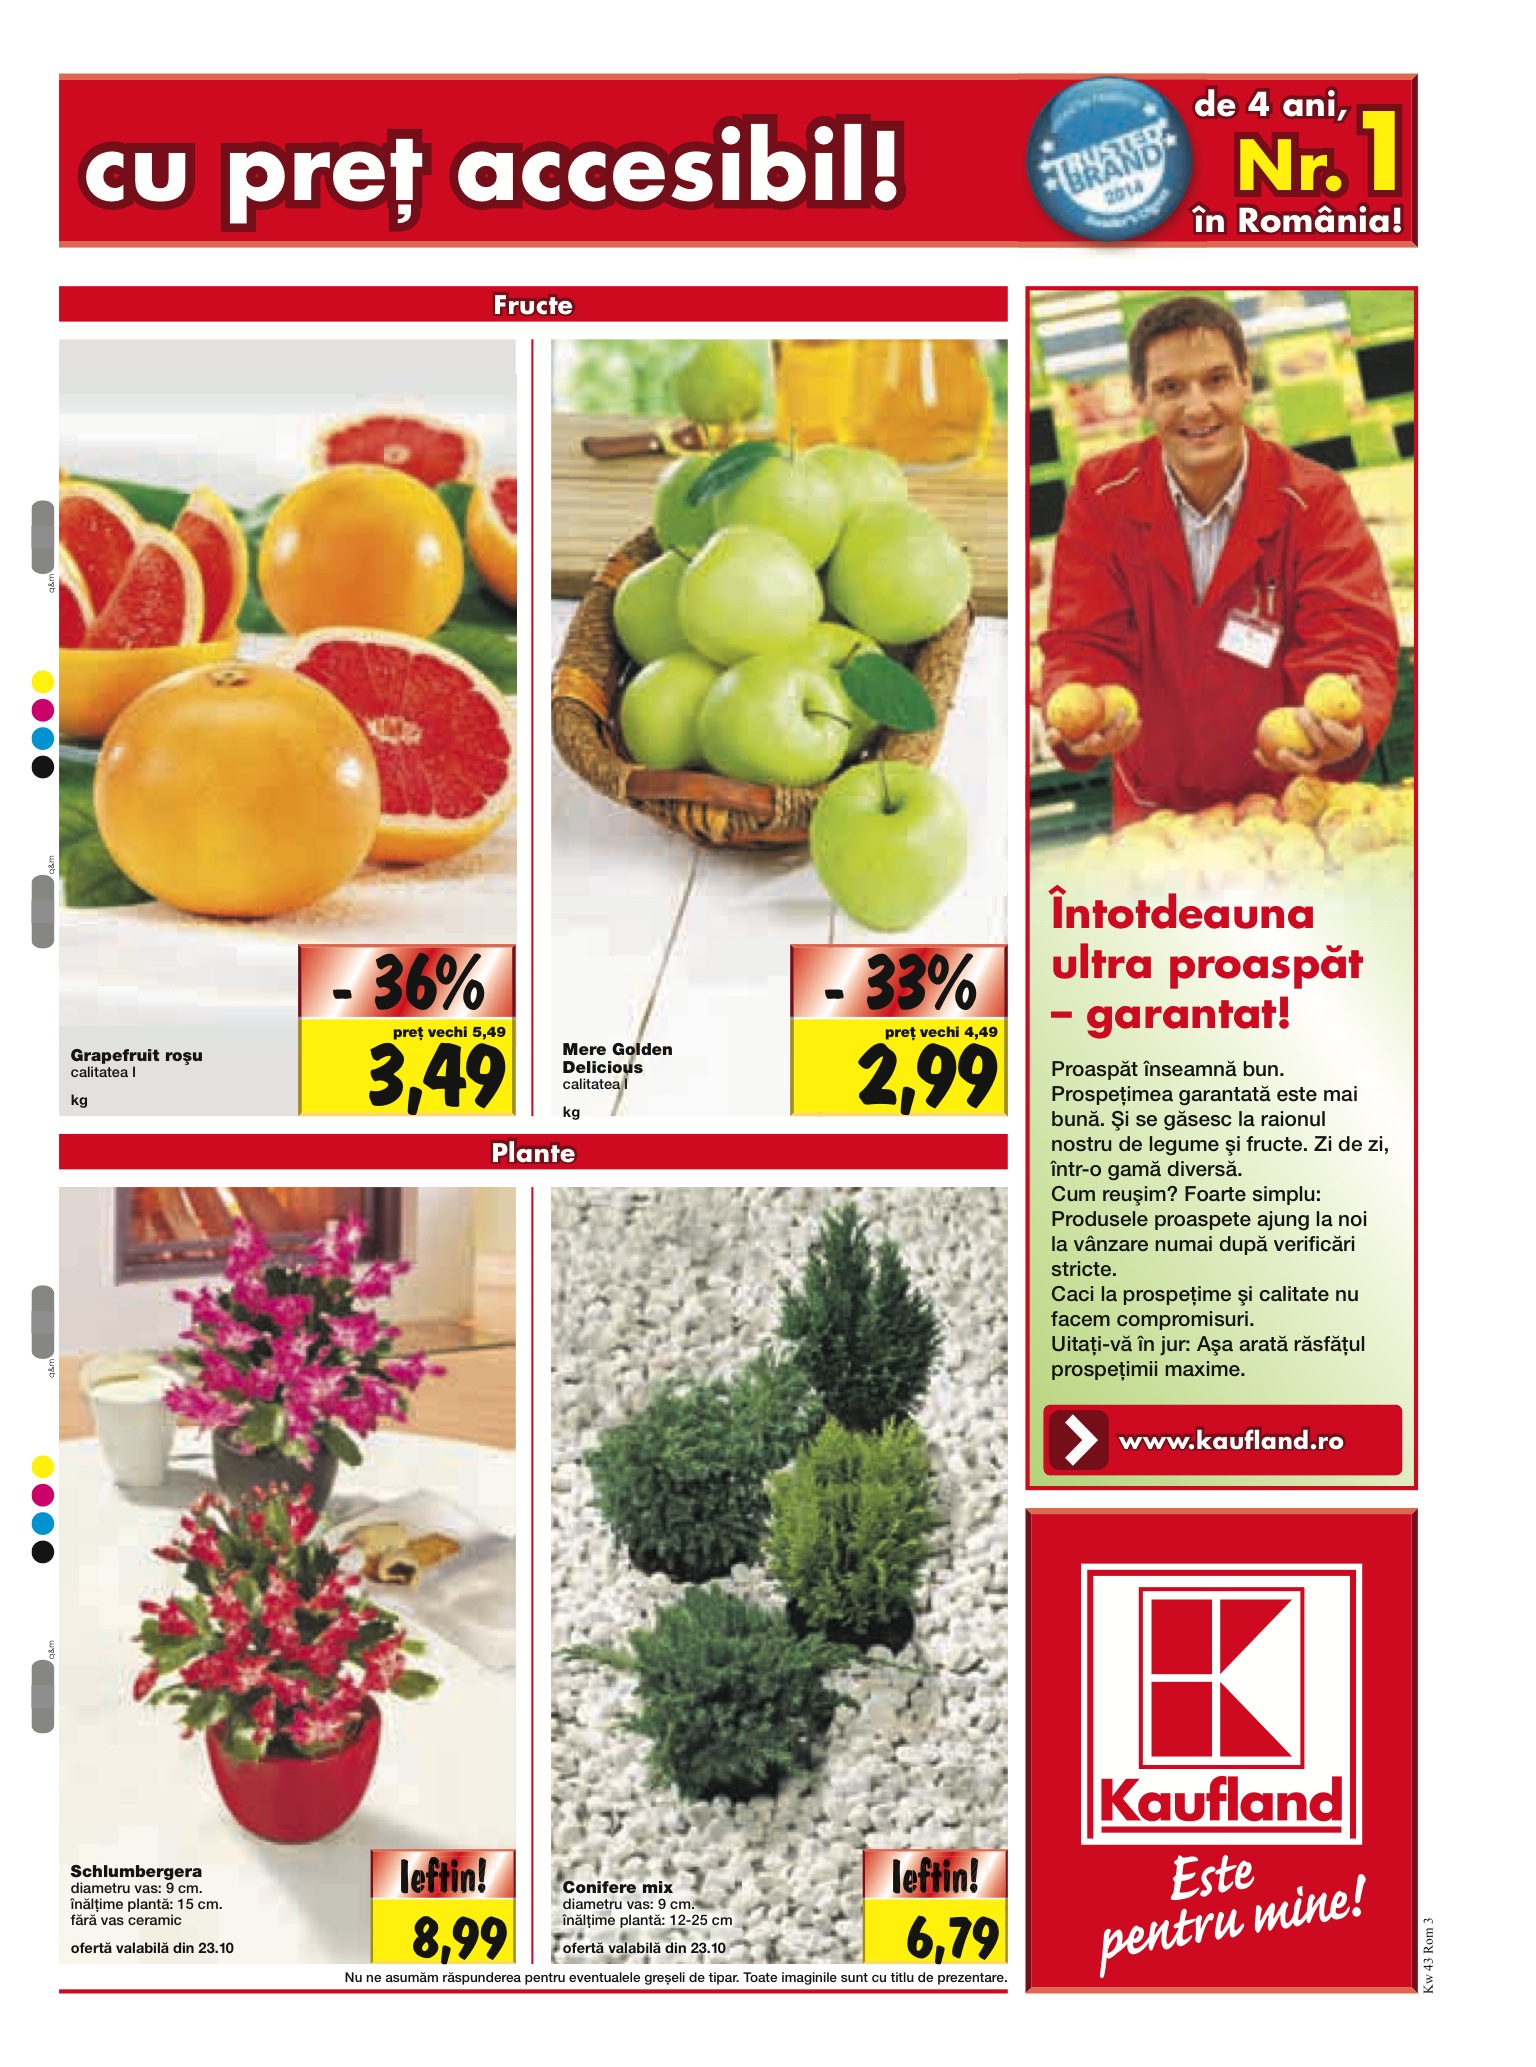 cu preț accesibil!
TRUSTED
BRAND
2014
de 4 ani,
Nr. 1
în România!
Fructe
- 36%
preț vechi 5,49
3,49
Grapefruit roşu
calitatea I
kg
- 33%
preț vechi 4,49
2,99
Mere Golden
Delicious
calitatea I
kg
Plante
Schlumbergera
diametru vas: 9 cm.
înălțime plantă: 15 cm.
fără vas ceramic
ofertă valabilă din 23.10
Ieftin!
8,99
Conifere mix
diametru vas: 9 cm.
înălțime plantă: 12-25 cm
ofertă valabilă din 23.10
Ieftin!
6,79
Nu ne asumăm răspunderea pentru eventualele greşeli de tipar. Toate imaginile sunt cu titlu de prezentare.
Întotdeauna
ultra proaspăt
– garantat!
Proaspăt înseamnă bun.
Prospețimea garantată este mai
bună. Şi se găsesc la raionul
nostru de legume şi fructe. Zi de zi,
într-o gamă diversă.
Cum reuşim? Foarte simplu:
Produsele proaspete ajung la noi
la vânzare numai după verificări
stricte.
Caci la prospețime şi calitate nu
facem compromisuri.
Uitați-vă în jur: Aşa arată răsfățul
prospețimii maxime.
www.kaufland.ro
Kaufland
Este
pentru mine!
Kw 43 Rom 3
q&m
q&m
q&m
q&m